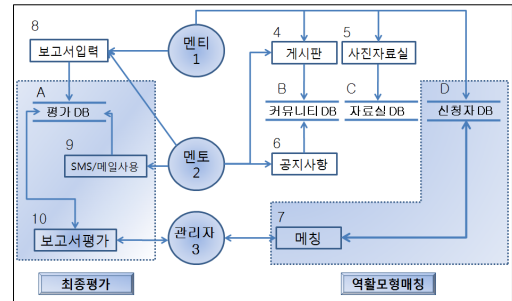 8
보고서입력
멘티
1
4
게시판
5
사진자료실
A
평가 DB
B
커뮤니티DB
C
자료실 DB
D
신청자 DB
9
SMS/메일사용
멘토
2
6
공지사항
10
보고서평가
관리자
3
7
메칭
최종평가
역활모형매칭